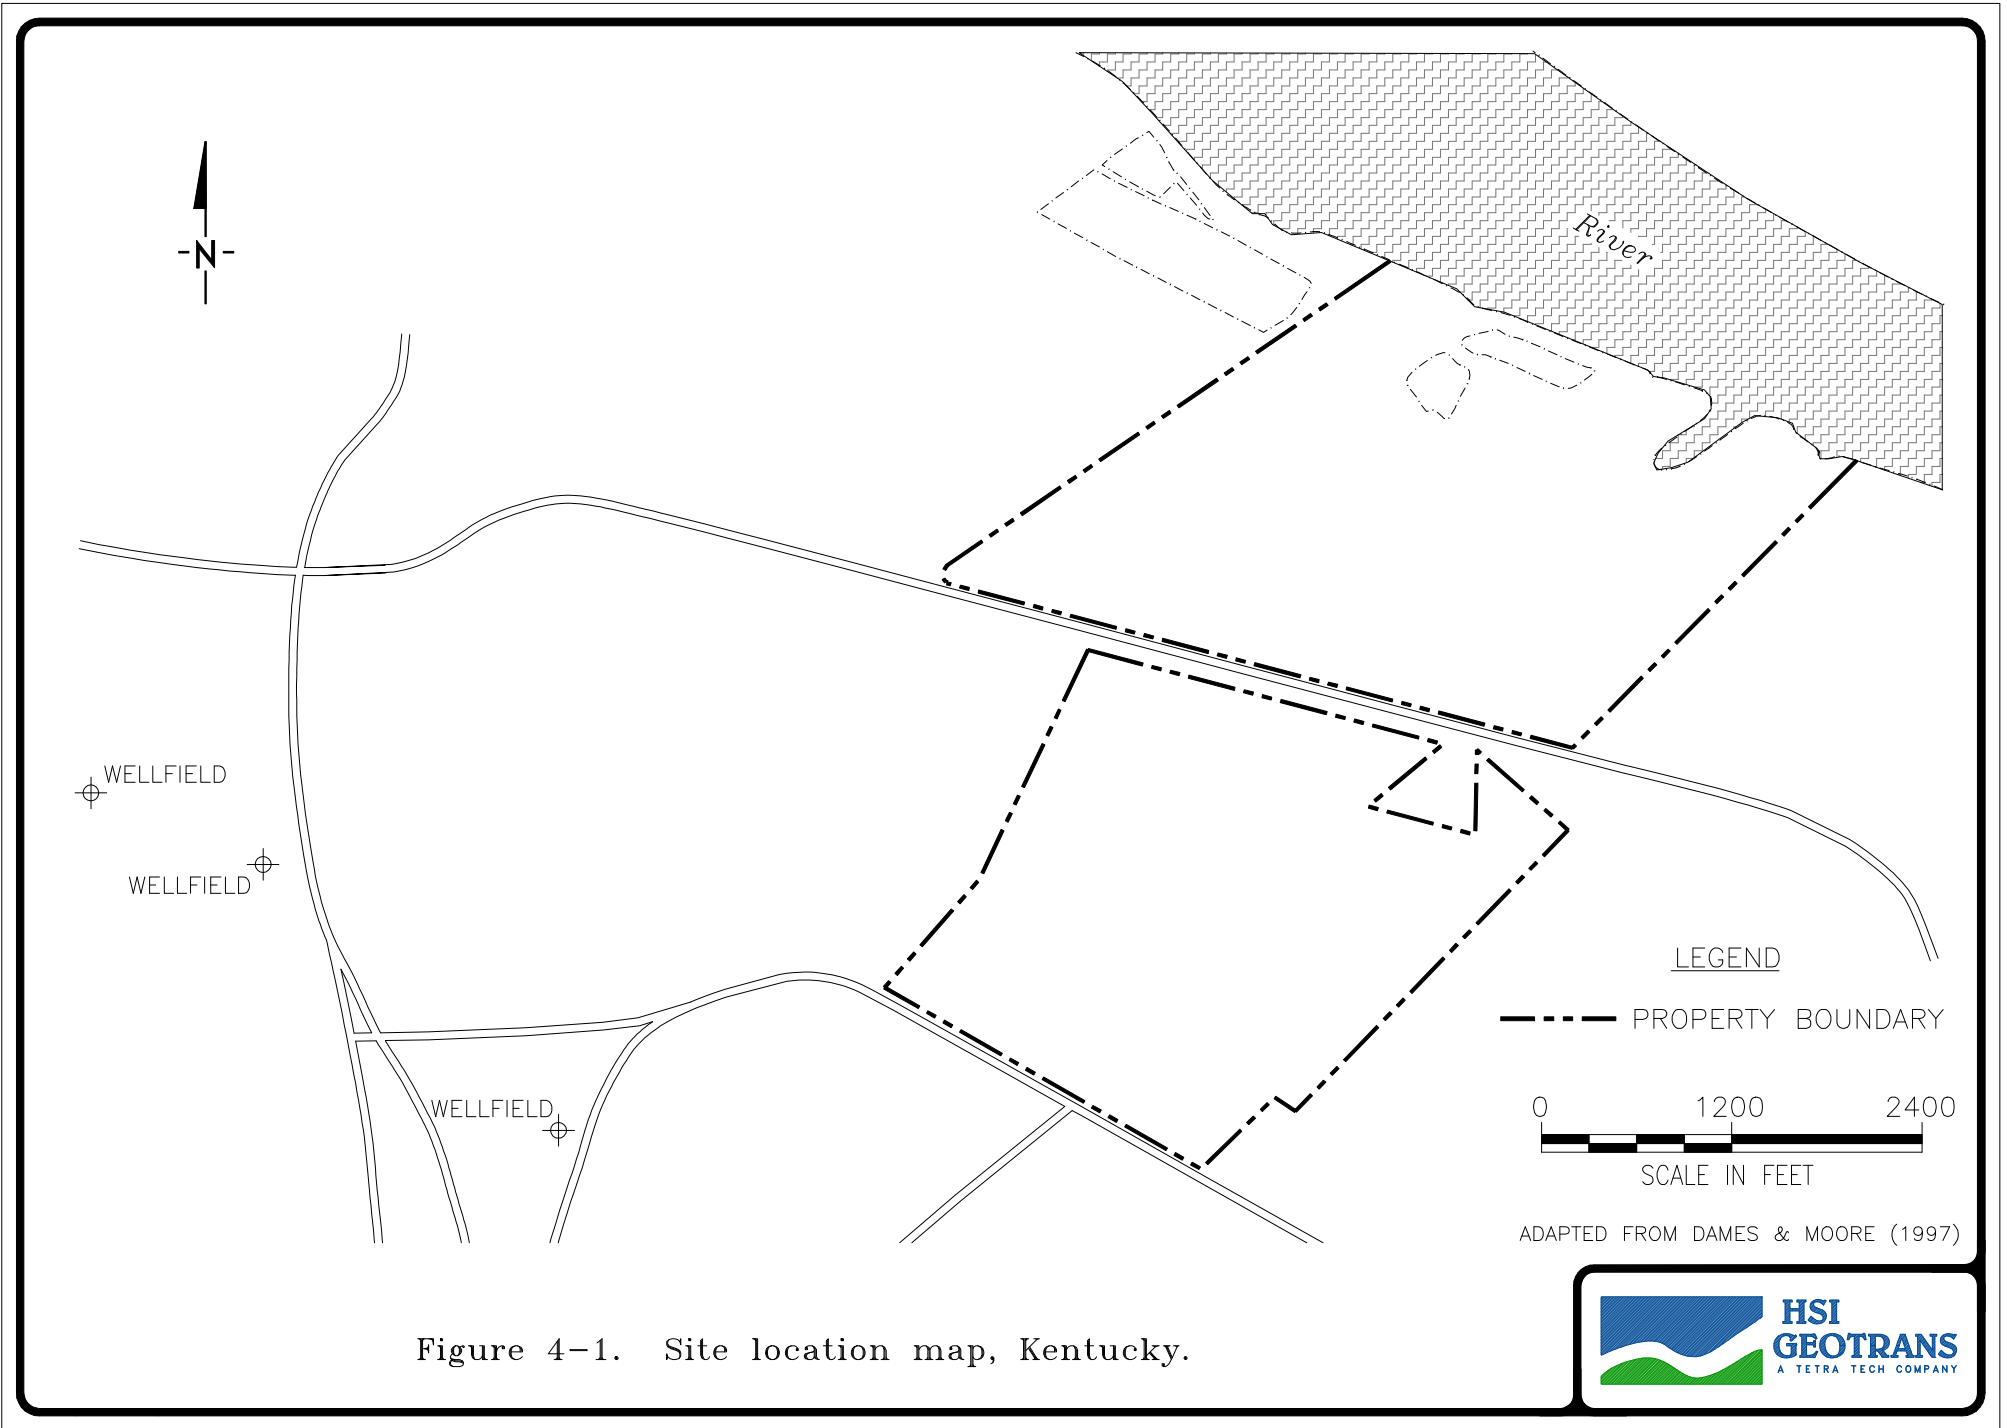 River
-N-
WELLFIELD
WELLFIELD
WELLFIELD
LEGEND
PROPERTY BOUNDARY
0 1200 2400
SCALE IN FEET
ADAPTED FROM DAMES & MOORE (1997)
Figure 4-1. Site location map, Kentucky.
HSI
GEOTRANS
A TETRA TECH COMPANY